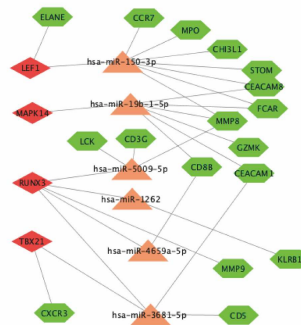 ELANE
CCR7
MPO
CHI3L1
LEF1
hsa-miR-150-3p
STOM
CEACAM8
MAPK14
hsa-miR-19b-1-5p
FCAR
MMP8
LCK
CD3G
GZMK
hsa-miR-5009-5p
CD8B
CEACAM1
RUNX3
hsa-miR-1262
TBX21
hsa-miR-4659a-5p
KLRB1
MMP9
CXCR3
hsa-miR-3681-5p
CD5